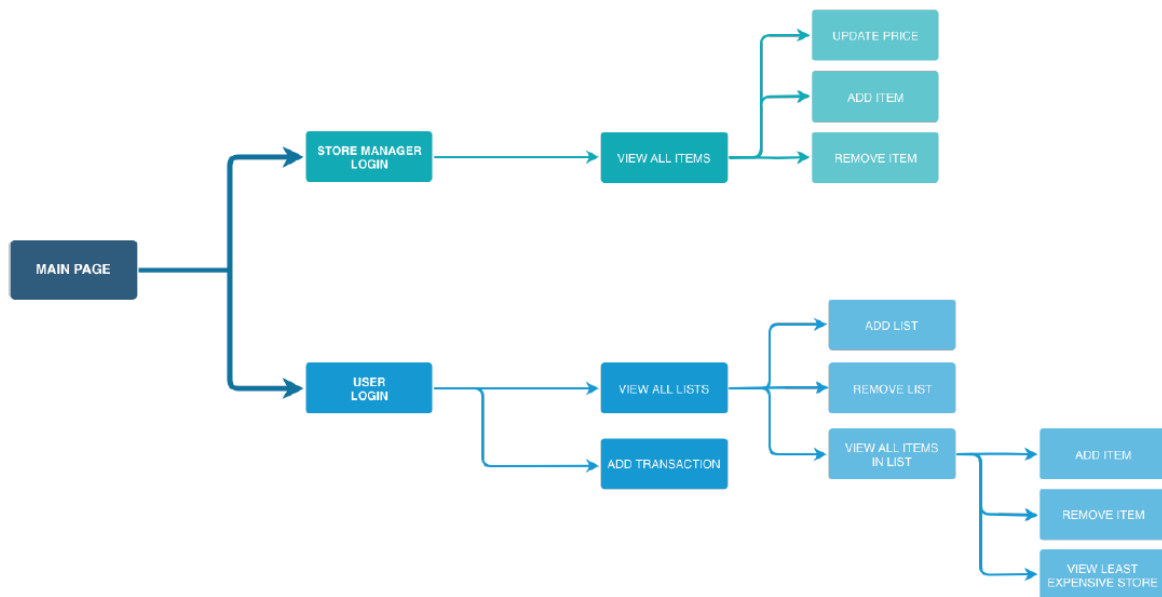 UPDATE PRICE
ADD ITEM
STORE MANAGER
LOGIN
VIEW ALL ITEMS
REMOVE ITEM
MAIN PAGE
ADD LIST
USER
LOGIN
VIEW ALL LISTS
REMOVE LIST
ADD TRANSACTION
VIEW ALL ITEMS
IN LIST
ADD ITEM
REMOVE ITEM
VIEW LEAST
EXPENSIVE STORE